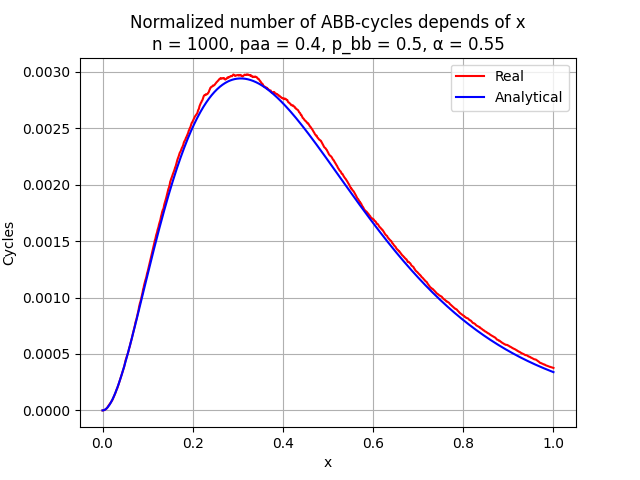 Normalized number of ABB-cycles depends of x
n = 1000, paa = 0.4, p_bb = 0.5, α = 0.55
Real
Analytical
0.0030
0.0025
0.0020
0.0015
0.0010
0.0005
0.0000
Cycles
0.0 0.2 0.4 0.6 0.8 1.0
x